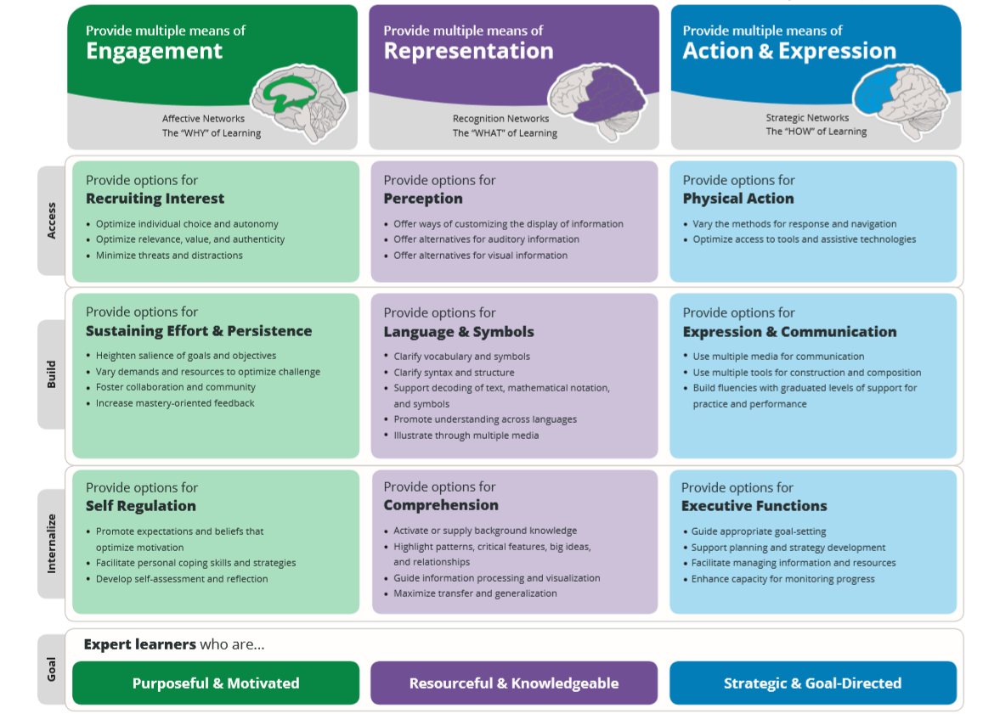 Provide multiple means of
Engagement
Affective Networks
The “WHY” of Learning
Provide multiple means of
Representation
Recognition Networks
The “WHAT” of Learning
Provide multiple means of
Action & Expression
Strategic Networks
The “HOW” of Learning
Access
Provide options for
Recruiting Interest
• Optimize individual choice and autonomy
• Optimize relevance, value, and authenticity
• Minimize threats and distractions
Provide options for
Perception
• Offer ways of customizing the display of information
• Offer alternatives for auditory information
• Offer alternatives for visual information
Provide options for
Physical Action
• Vary the methods for response and navigation
• Optimize access to tools and assistive technologies
Build
Provide options for
Sustaining Effort & Persistence
• Heighten salience of goals and objectives
• Vary demands and resources to optimize challenge
• Foster collaboration and community
• Increase mastery-oriented feedback
Provide options for
Language & Symbols
• Clarify vocabulary and symbols
• Clarify syntax and structure
• Support decoding of text, mathematical notation,
and symbols
• Promote understanding across languages
• Illustrate through multiple media
Provide options for
Expression & Communication
• Use multiple media for communication
• Use multiple tools for construction and composition
• Build fluencies with graduated levels of support for
practice and performance
Internalize
Provide options for
Self Regulation
• Promote expectations and beliefs that
optimize motivation
• Facilitate personal coping skills and strategies
• Develop self-assessment and reflection
Provide options for
Comprehension
• Activate or supply background knowledge
• Highlight patterns, critical features, big ideas,
and relationships
• Guide information processing and visualization
• Maximize transfer and generalization
Provide options for
Executive Functions
• Guide appropriate goal-setting
• Support planning and strategy development
• Facilitate managing information and resources
• Enhance capacity for monitoring progress
Goal
Expert learners who are...
Purposeful & Motivated
Resourceful & Knowledgeable
Strategic & Goal-Directed